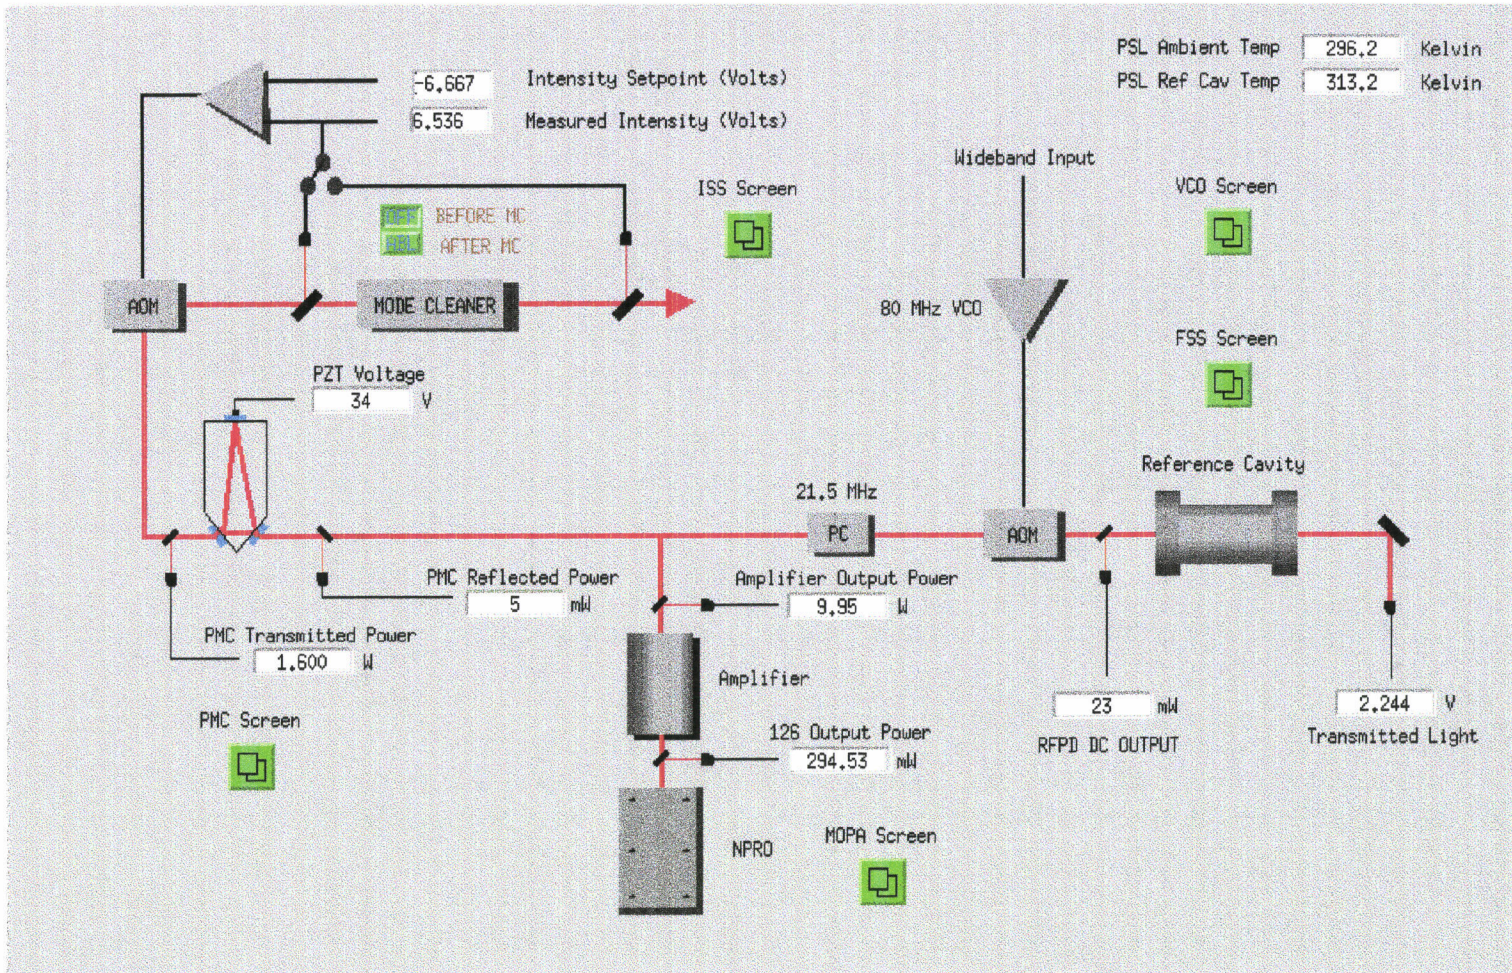 PSL Ambient Temp 296.2 Kelvin
PSL Ref Cav Temp 313.2 Kelvin
-6.667 Intensity Setpoint (Volts)
6.536 Measured Intensity (Volts)
Wideband Input
ISS Screen
VCO Screen
OFF BEFORE MC
ABL AFTER MC
AOM
MODE CLEANER
80 MHz VCO
FSS Screen
PZT Voltage
34 V
Reference Cavity
21.5 MHz
PC
AOM
PMC Reflected Power
5 mW
Amplifier Output Power
9.95 W
PMC Transmitted Power
1.600 W
Amplifier
PMC Screen
126 Output Power
294.53 mW
23 mW
RFPD DC OUTPUT
2.244 V
Transmitted Light
NPRO
MOPA Screen